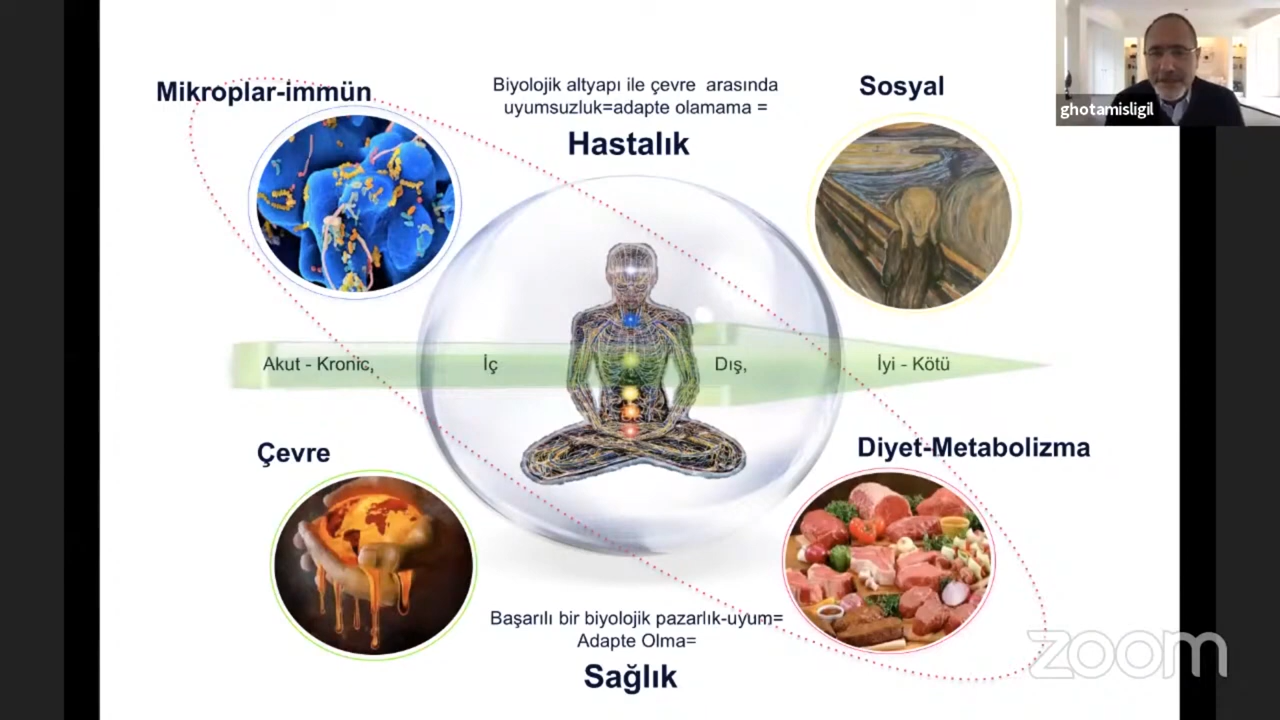 ghotamisligil
Mikroplar-immün
Biyolojik altyapı ile çevre arasında
uyumsuzluk=adapte olamama =
Hastalık
Sosyal
Akut - Kronic,
İç
Dış,
İyi - Kötü
Çevre
Diyet-Metabolizma
Başarılı bir biyolojik pazarlık-uyum=
Adapte Olma=
Sağlık
zoom